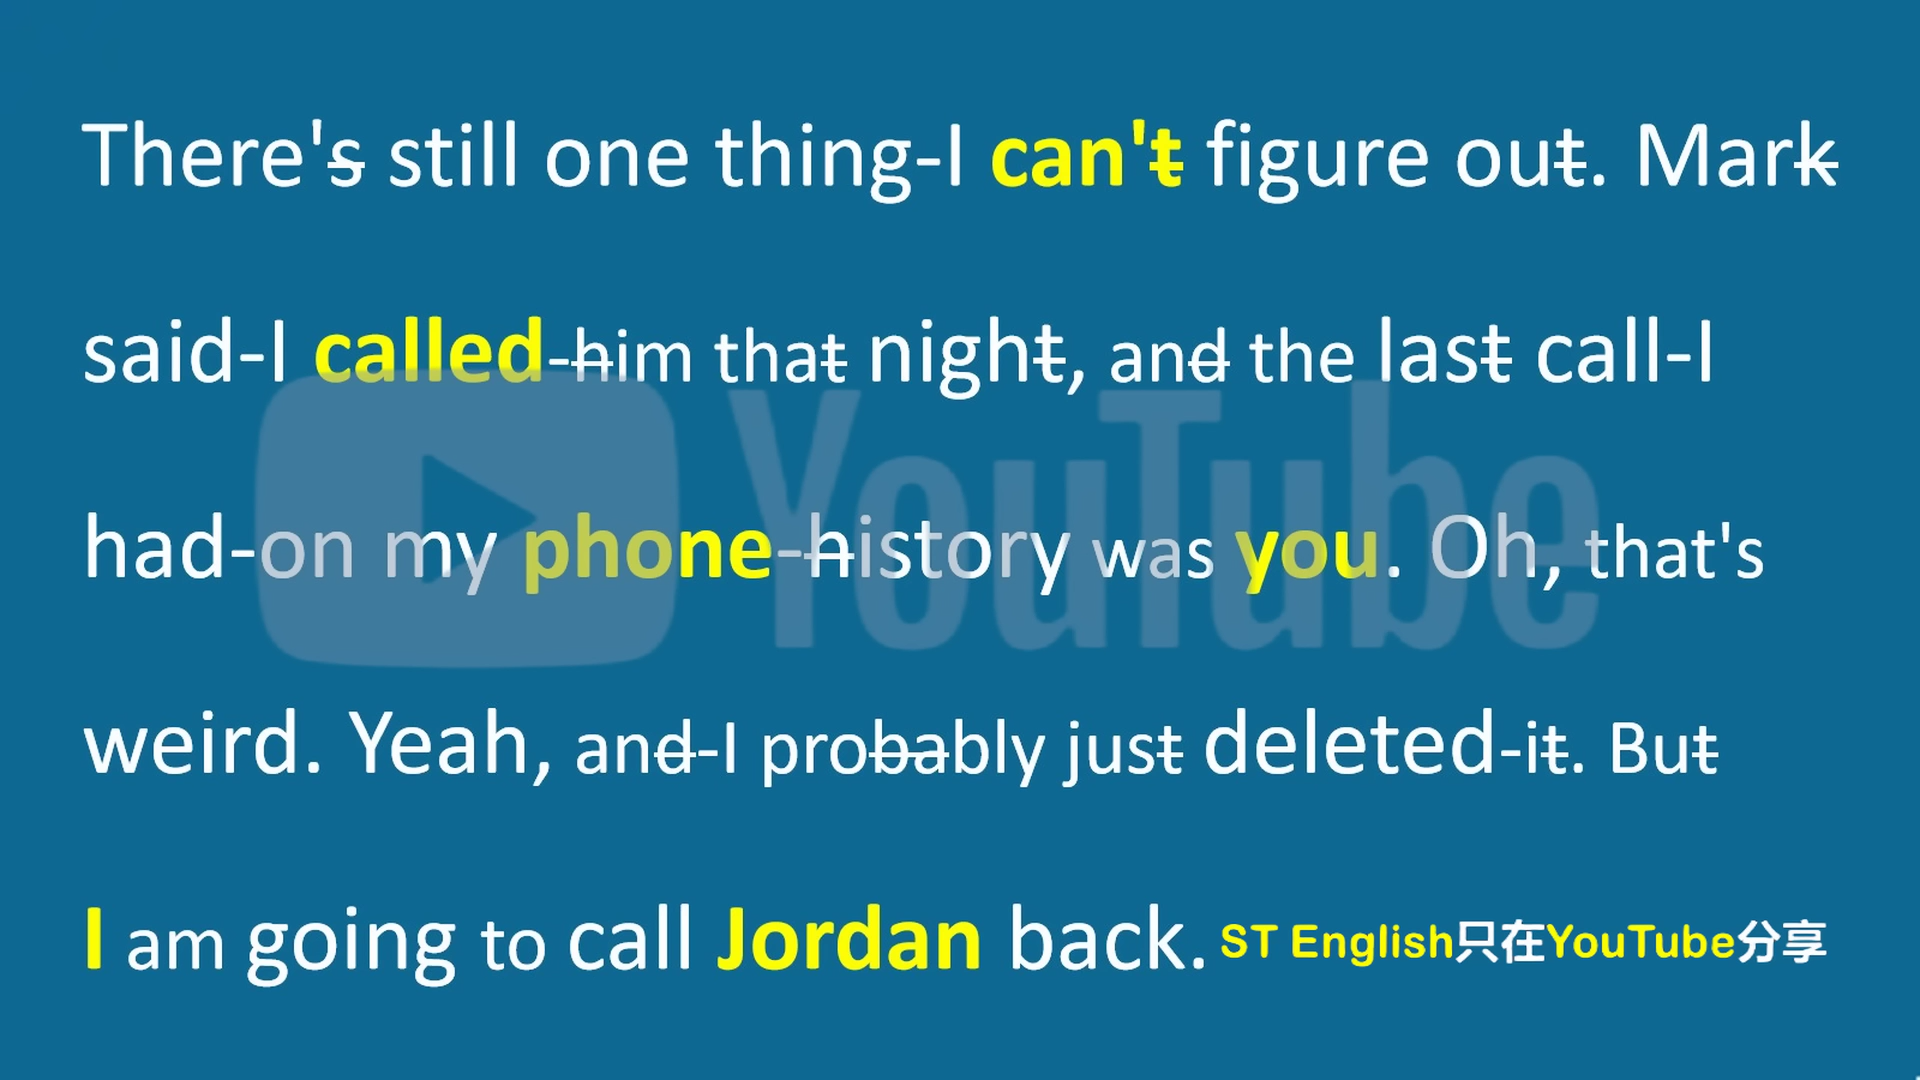 There's still one thing-I can't figure out. Mark
said-I called-him that night, and the last call-I
had-on my phone-history was you. Oh, that's
weird. Yeah, and-I probably just deleted-it. But
I am going to call Jordan back. ST English只在YouTube分享
YouTube